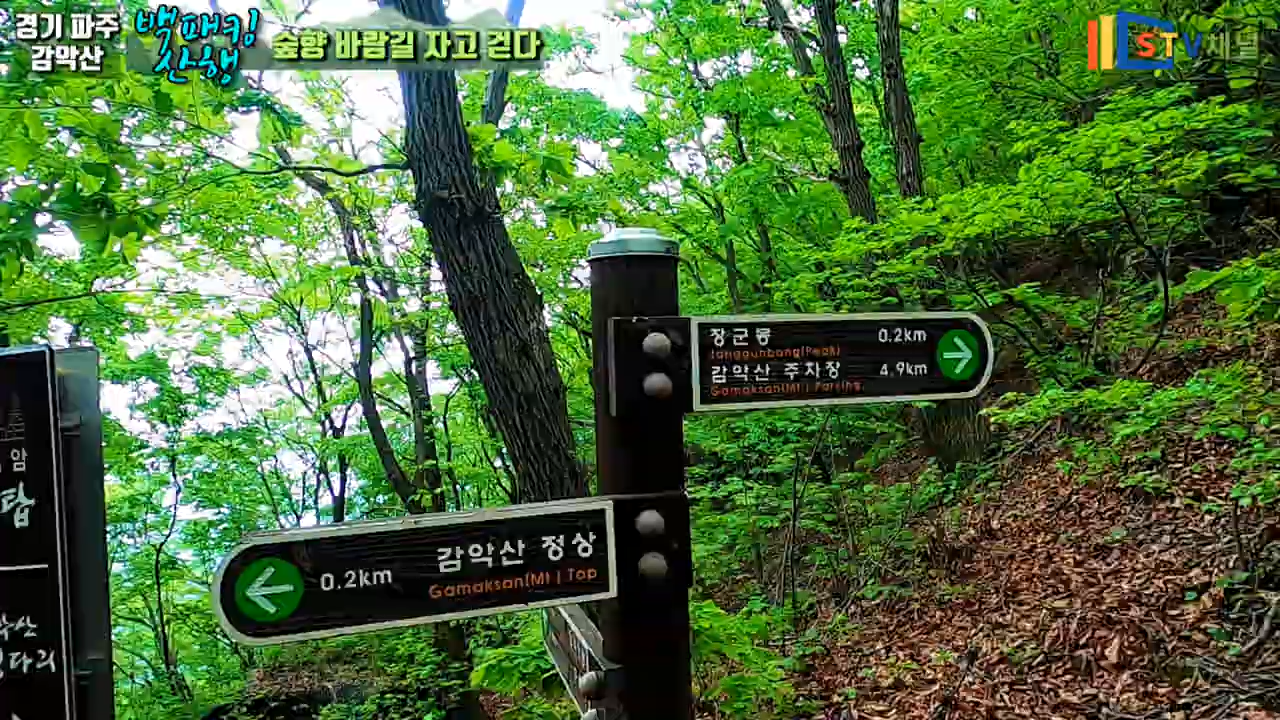 경기 파주
감악산
백패킹
산행
숲향 바람길 자고 걷다
STV채널
장군봉 0.2km
Janggunbong(Peak)
감악산 주차장 4.9km
Gamaksan(Mt) Parking
0.2km 감악산 정상
Gamaksan(Mt) Top
암
탑
악산
다리